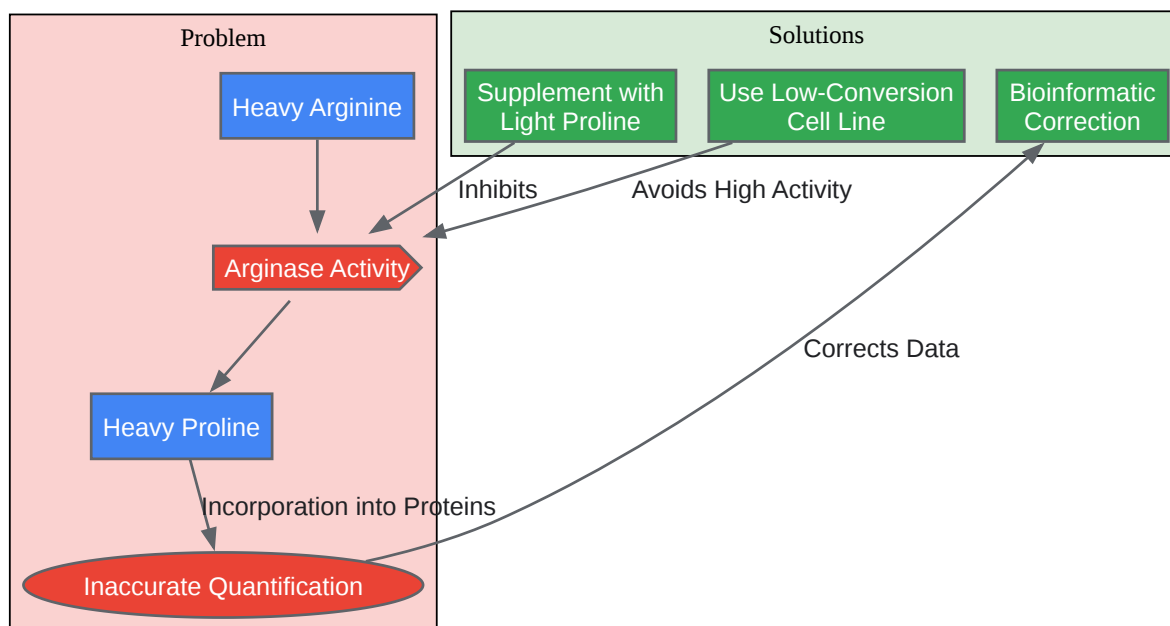 Problem
Solutions
Heavy Arginine
Supplement with
Light Proline
Use Low-Conversion
Cell Line
Bioinformatic
Correction
Inhibits
Avoids High Activity
Arginase Activity
Corrects Data
Heavy Proline
Incorporation into Proteins
Inaccurate Quantification